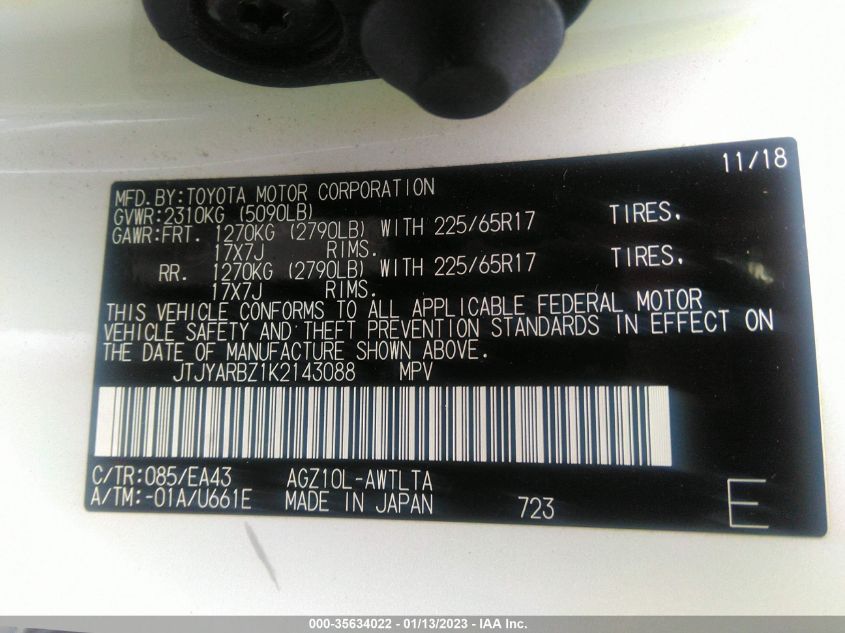 11/18
MFD.BY:TOYOTA MOTOR CORPORATION
GVWR:2310KG (5090LB)
GAWR:FRT. 1270KG (2790LB) WITH 225/65R17 TIRES,
17X7J RIMS.
RR. 1270KG (2790LB) WITH 225/65R17 TIRES,
17X7J RIMS.
THIS VEHICLE CONFORMS TO ALL APPLICABLE FEDERAL MOTOR
VEHICLE SAFETY AND THEFT PREVENTION STANDARDS IN EFFECT ON
THE DATE OF MANUFACTURE SHOWN ABOVE.
JTJYARBZ1K2143088 MPV
C/TR:085/EA43 AGZ10L-AWTLTA
A/TM:-01A/U661E MADE IN JAPAN 723 E
000-35634022 - 01/13/2023 - IAA Inc.